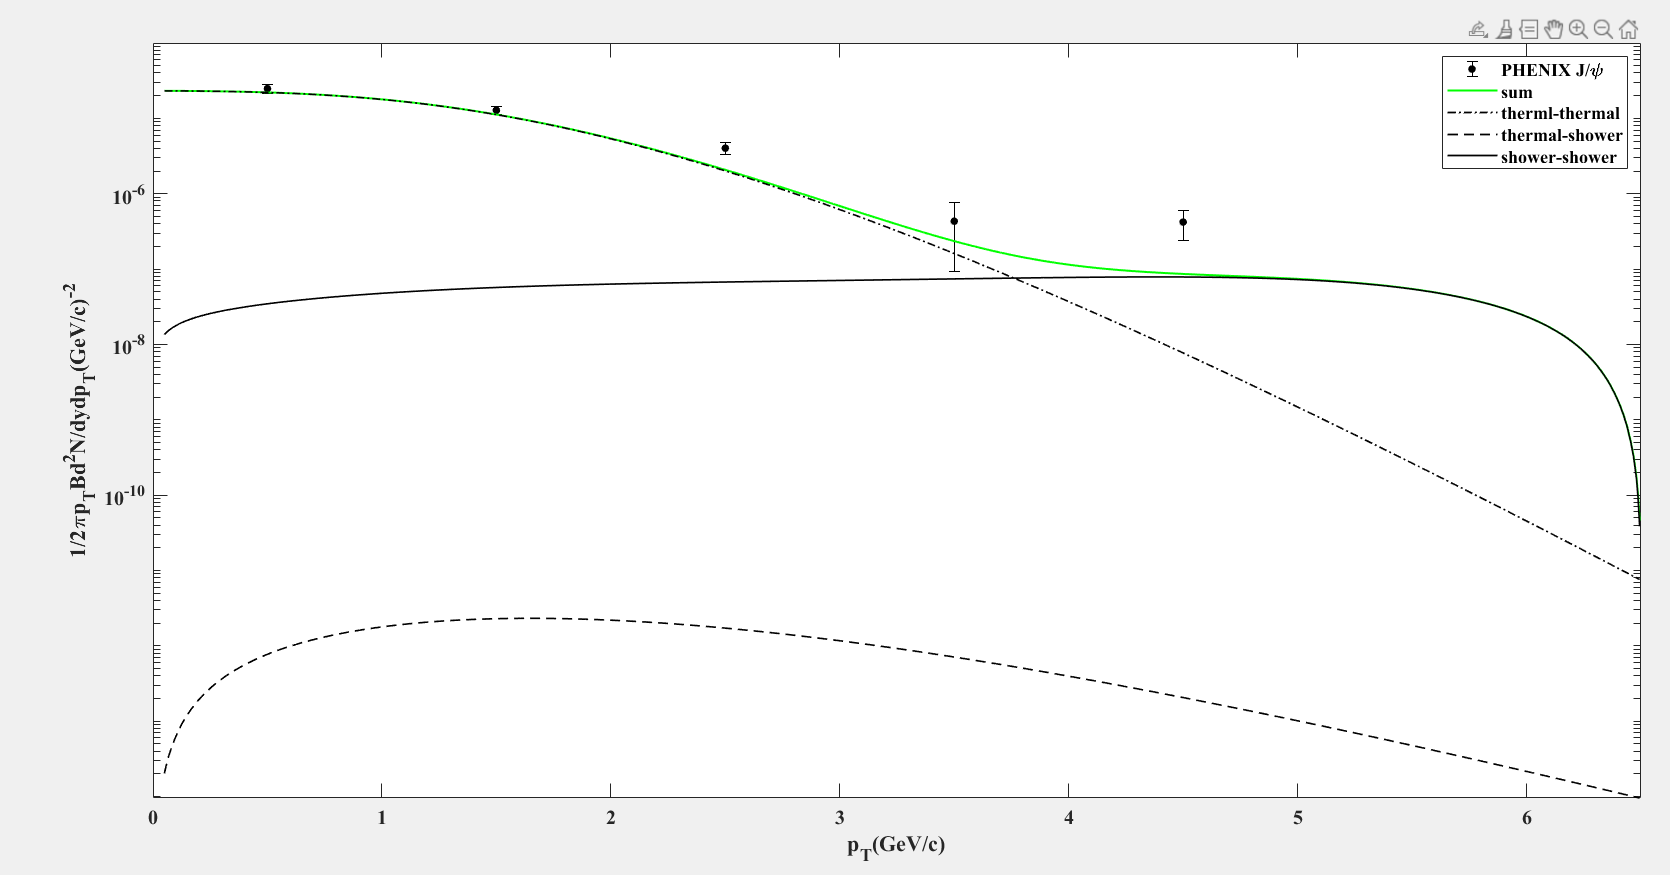 PHENIX J/ψ
sum
therml-thermal
thermal-shower
shower-shower
10^-6
10^-8
10^-10
1/2πp_TBd^2N/dydp_T(GeV/c)^-2
0 1 2 3 4 5 6
p_T(GeV/c)